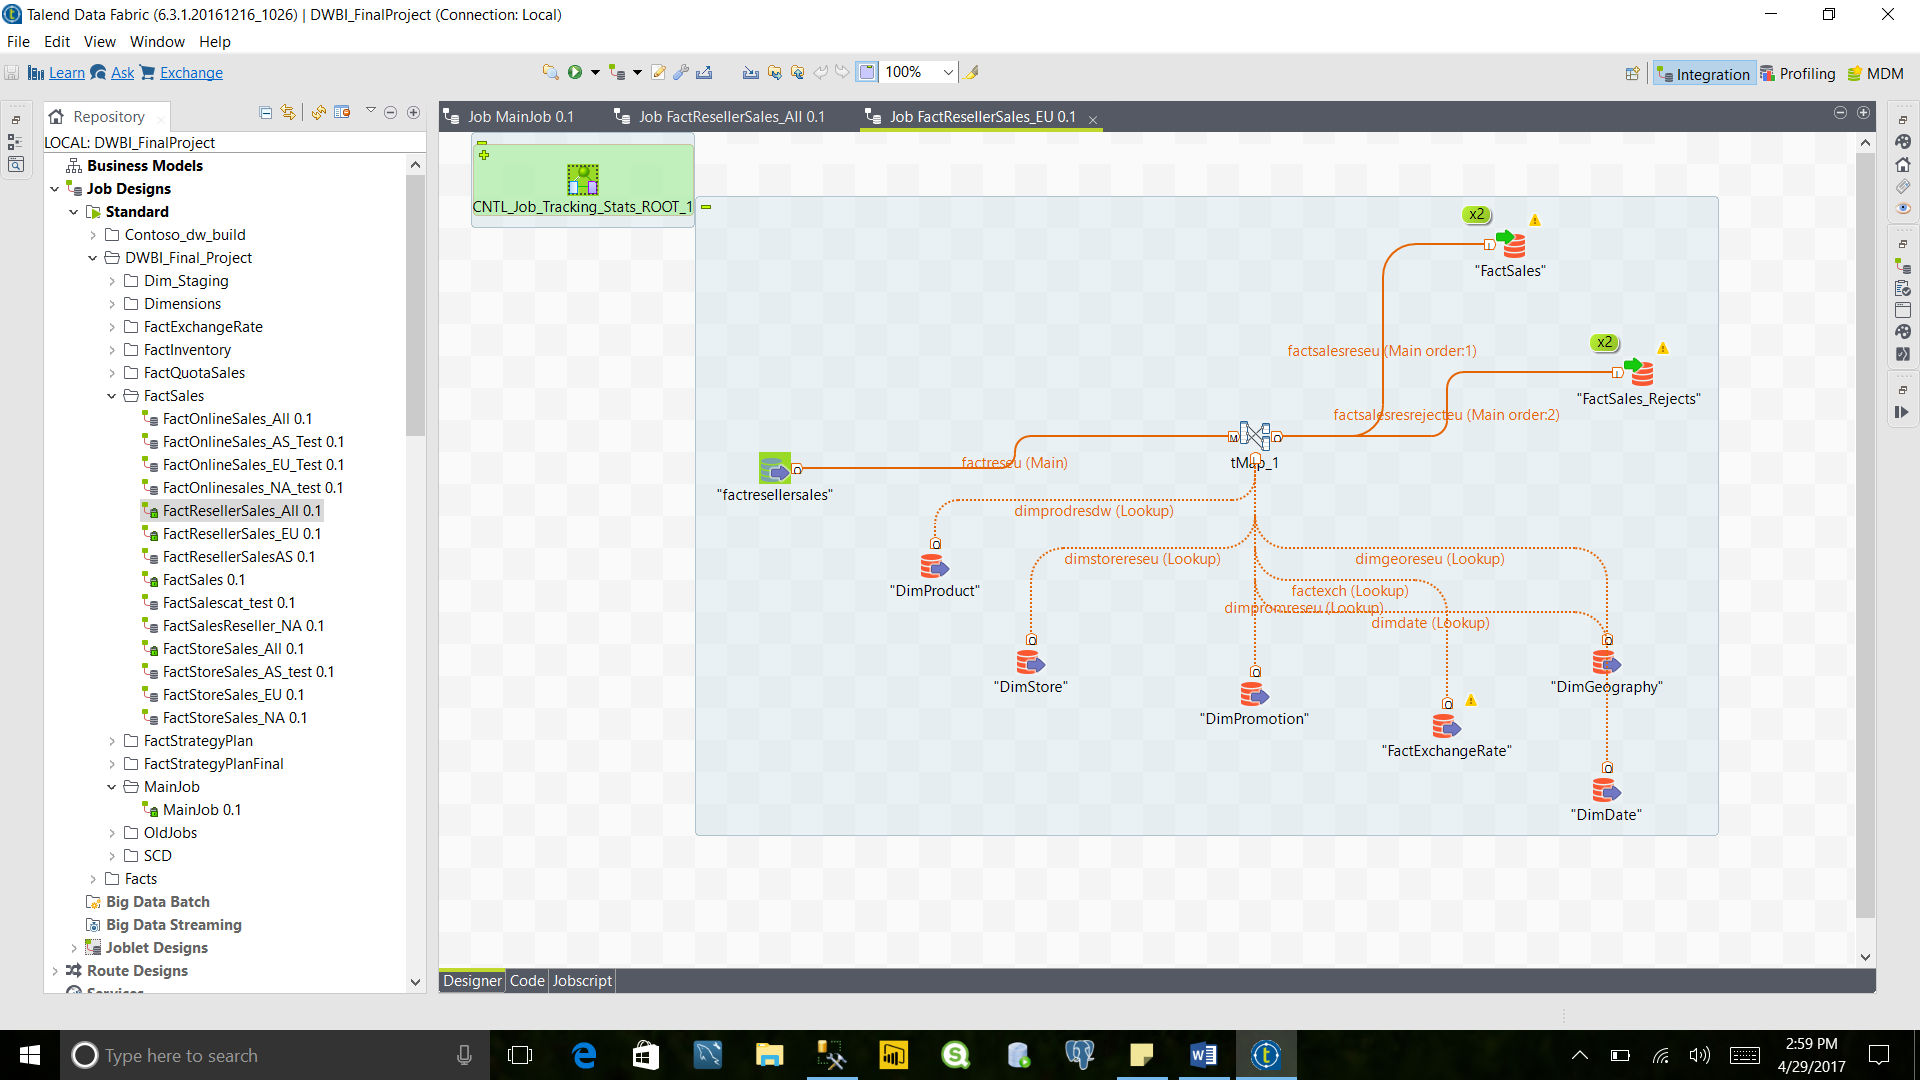 Talend Data Fabric (6.3.1.20161216_1026) | DWBI_FinalProject (Connection: Local)
File Edit View Window Help
Learn Ask Exchange
100%
Integration Profiling MDM
Repository
LOCAL: DWBI_FinalProject
Business Models
Job Designs
Standard
Contoso_dw_build
DWBI_Final_Project
Dim_Staging
Dimensions
FactExchangeRate
FactInventory
FactQuotaSales
FactSales
FactOnlineSales_All 0.1
FactOnlineSales_AS_Test 0.1
FactOnlineSales_EU_Test 0.1
FactOnlinesales_NA_test 0.1
FactResellerSales_All 0.1
FactResellerSales_EU 0.1
FactResellerSalesAS 0.1
FactSales 0.1
FactSalescat_test 0.1
FactSalesReseller_NA 0.1
FactStoreSales_All 0.1
FactStoreSales_AS_test 0.1
FactStoreSales_EU 0.1
FactStoreSales_NA 0.1
FactStrategyPlan
FactStrategyPlanFinal
MainJob
MainJob 0.1
OldJobs
SCD
Facts
Big Data Batch
Big Data Streaming
Joblet Designs
Route Designs
Services
Job MainJob 0.1 Job FactResellerSales_All 0.1 Job FactResellerSales_EU 0.1
CNTL_Job_Tracking_Stats_ROOT_1
x2
"FactSales"
factsalesreseu (Main order:1)
x2
"FactSales_Rejects"
factsalesresrejecteu (Main order:2)
factreseu (Main)
tMap_1
"factresellersales"
dimprodresdw (Lookup)
dimstorereseu (Lookup)
dimgeoreseu (Lookup)
"DimProduct"
factexch (Lookup)
dimpromreseu (Lookup)
dimdate (Lookup)
"DimStore"
"DimGeography"
"DimPromotion"
"FactExchangeRate"
"DimDate"
Designer Code Jobscript
Type here to search
2:59 PM
4/29/2017